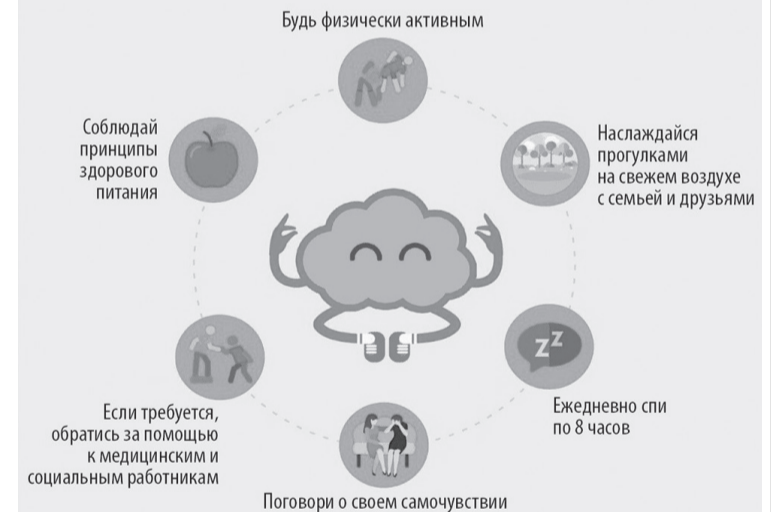 Будь физически активным
Соблюдай
принципы
здорового
питания
Наслаждайся
прогулками
на свежем воздухе
с семьей и друзьями
zz
Если требуется,
обратись за помощью
к медицинским и
социальным работникам
Ежедневно спи
по 8 часов
Поговори о своем самочувствии